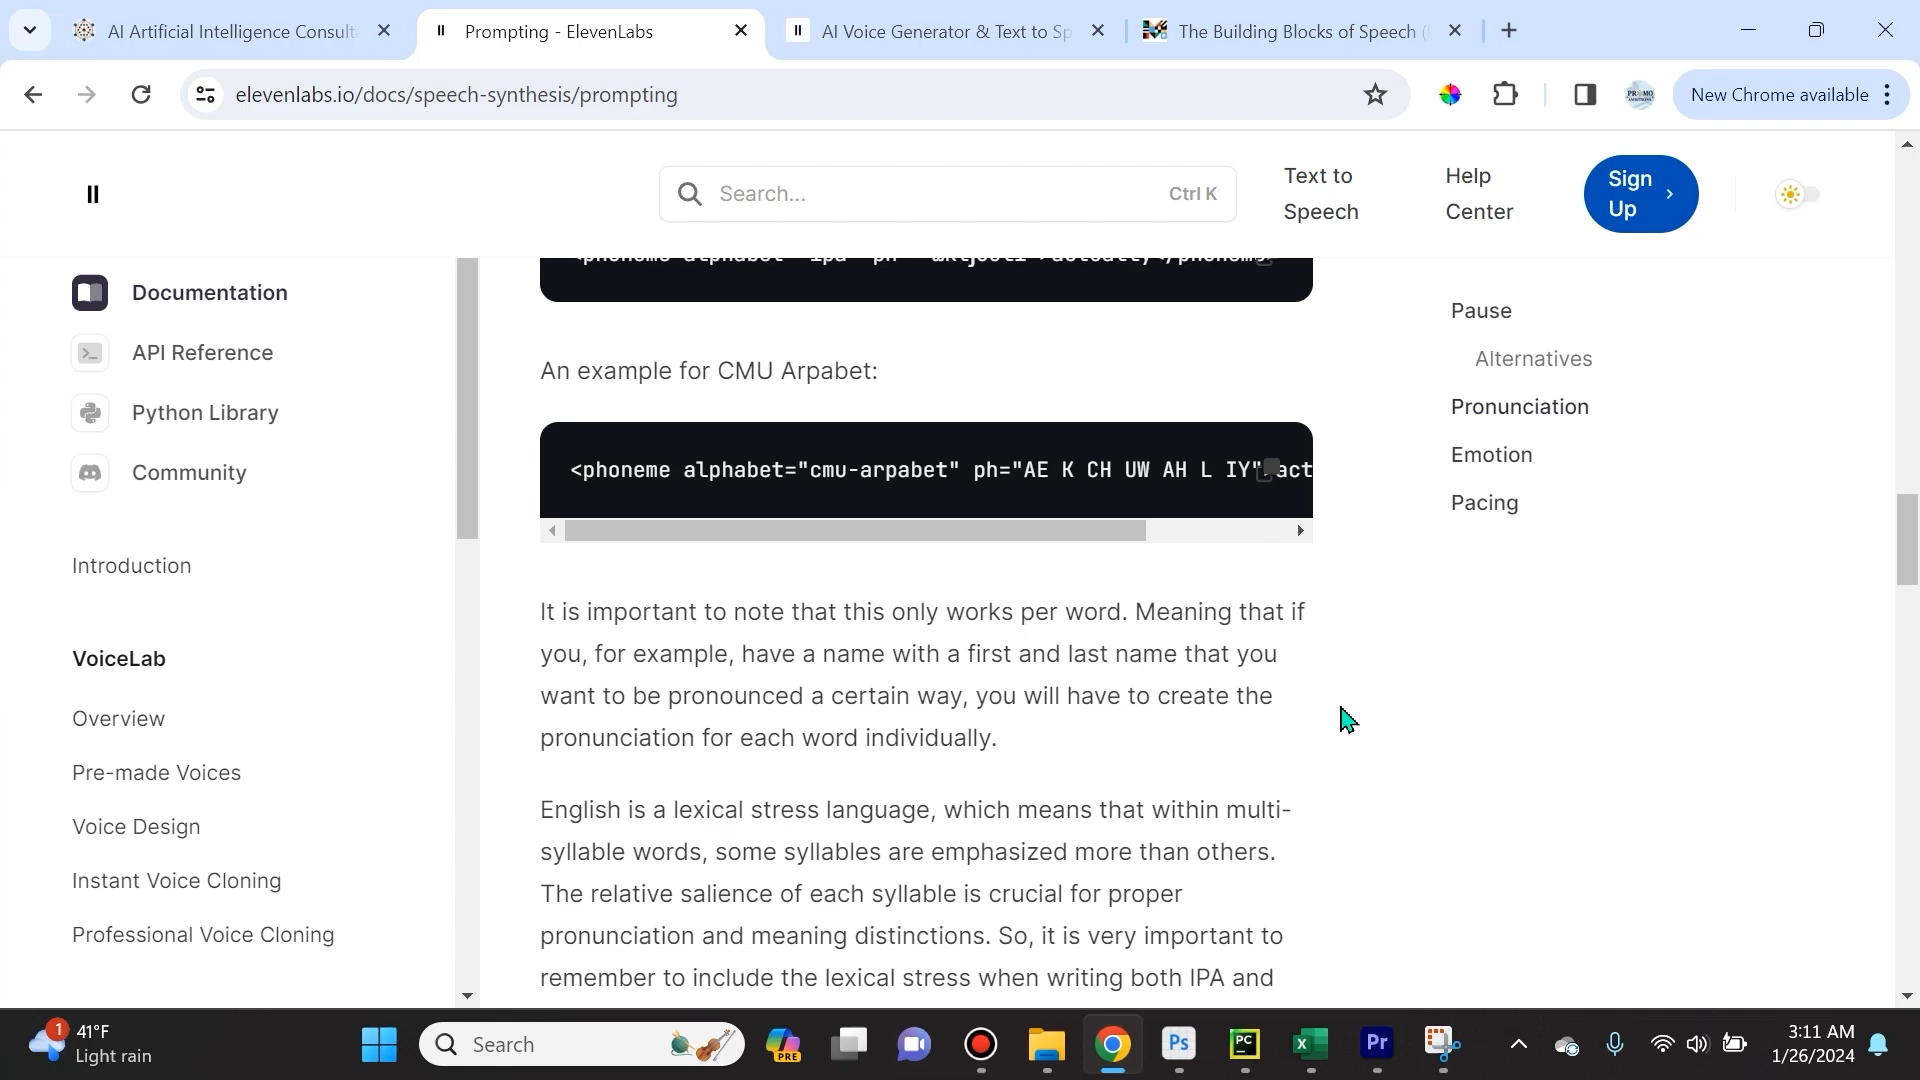 AI Artificial Intelligence Consult
Prompting - ElevenLabs
AI Voice Generator & Text to Sp
The Building Blocks of Speech (
elevenlabs.io/docs/speech-synthesis/prompting
New Chrome available
Search...
Ctrl K
Text to
Speech
Help
Center
Sign
Up
Documentation
API Reference
Python Library
Community
Introduction
VoiceLab
Overview
Pre-made Voices
Voice Design
Instant Voice Cloning
Professional Voice Cloning
An example for CMU Arpabet:
<phoneme alphabet="cmu-arpabet" ph="AE K CH UW AH L IY">act
It is important to note that this only works per word. Meaning that if
you, for example, have a name with a first and last name that you
want to be pronounced a certain way, you will have to create the
pronunciation for each word individually.
English is a lexical stress language, which means that within multi-
syllable words, some syllables are emphasized more than others.
The relative salience of each syllable is crucial for proper
pronunciation and meaning distinctions. So, it is very important to
remember to include the lexical stress when writing both IPA and
Pause
Alternatives
Pronunciation
Emotion
Pacing
1
41°F
Light rain
Search
PRE
Ps
PC
X
Pr
3:11 AM
1/26/2024